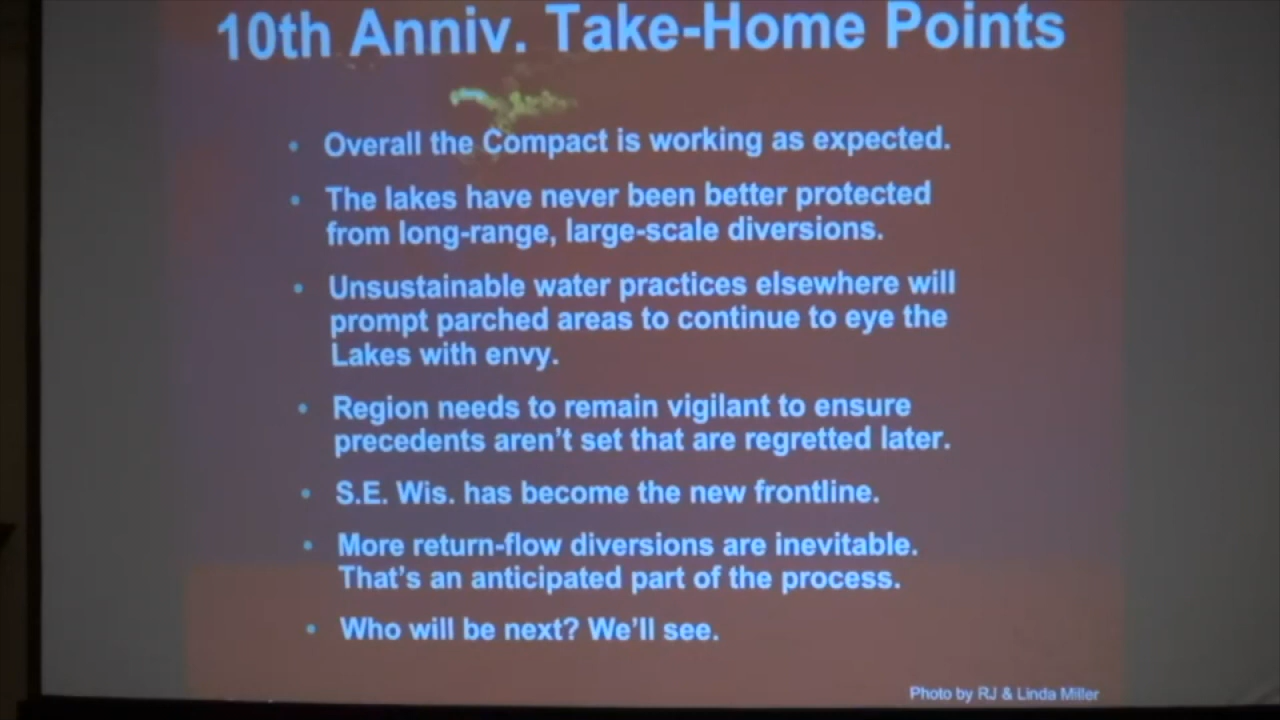 10th Anniv. Take-Home Points
• Overall the Compact is working as expected.
• The lakes have never been better protected
from long-range, large-scale diversions.
• Unsustainable water practices elsewhere will
prompt parched areas to continue to eye the
Lakes with envy.
• Region needs to remain vigilant to ensure
precedents aren't set that are regretted later.
• S.E. Wis. has become the new frontline.
• More return-flow diversions are inevitable.
That's an anticipated part of the process.
• Who will be next? We'll see.
Photo by RJ & Linda Miller